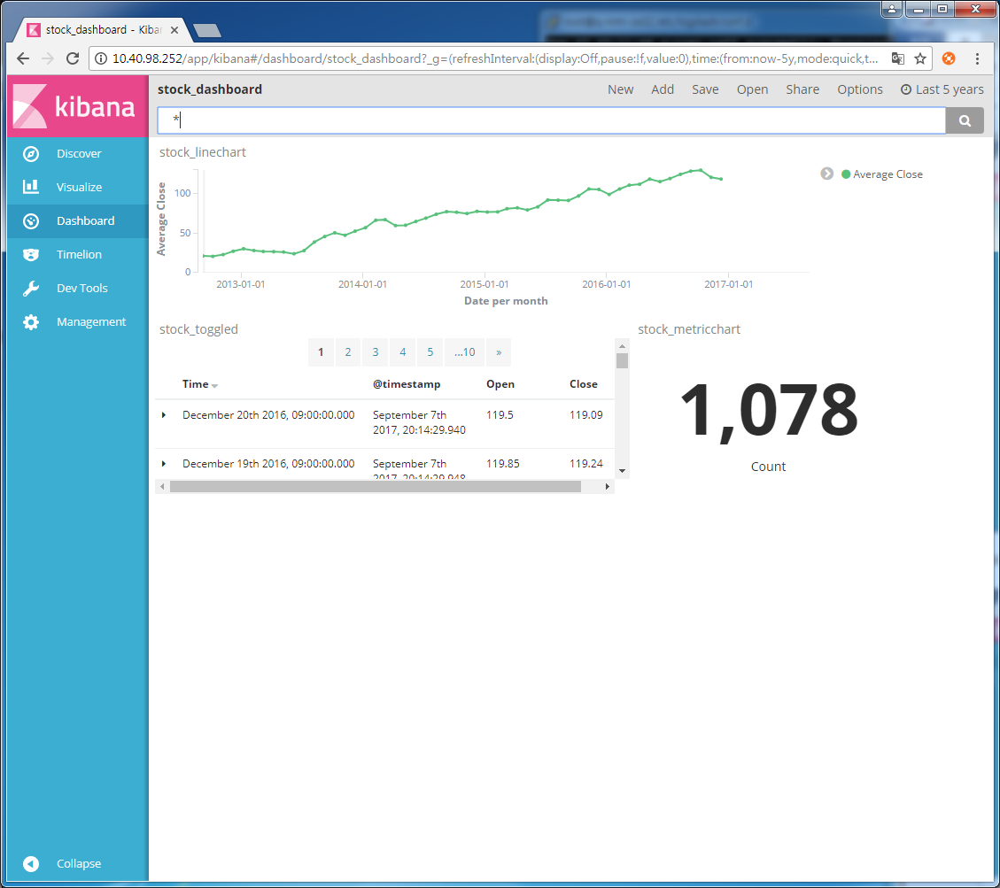 stock_dashboard - Kibar
10.40.98.252/app/kibana#/dashboard/stock_dashboard?_g=(refreshInterval:(display:Off,pause:!f,value:0),time:(from:now-5y,mode:quick,t...
kibana
Discover
Visualize
Dashboard
Timelion
Dev Tools
Management
Collapse
stock_dashboard New Add Save Open Share Options Last 5 years
*
stock_linechart
Average Close
100
50
0
2013-01-01 2014-01-01 2015-01-01 2016-01-01 2017-01-01
Date per month
Average Close
stock_toggled
1 2 3 4 5 ...10 »
Time @timestamp Open Close
December 20th 2016, 09:00:00.000 September 7th 2017, 20:14:29.940 119.5 119.09
December 19th 2016, 09:00:00.000 September 7th 2017, 20:14:29.948 119.85 119.24
stock_metricchart
1,078
Count